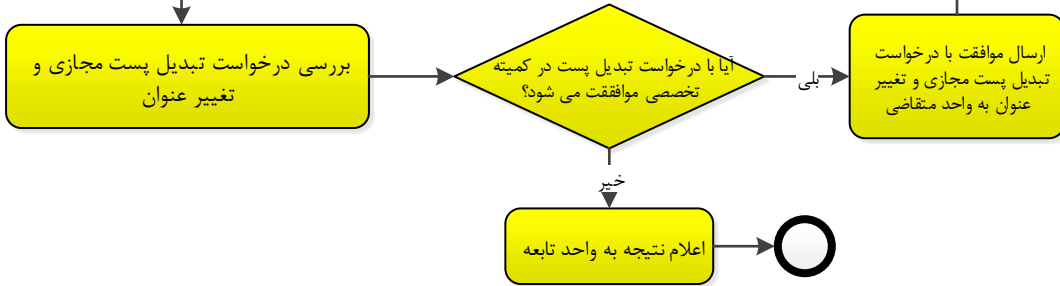 بررسی درخواست تبدیل پست مجازی و
تغییر عنوان
آیا با درخواست تبدیل پست در کمیته
تخصصی موافققت می شود؟
بلی
ارسال موافقت با درخواست
تبدیل پست مجازی و تغییر
عنوان به واحد متقاضی
خیر
اعلام نتیجه به واحد تابعه